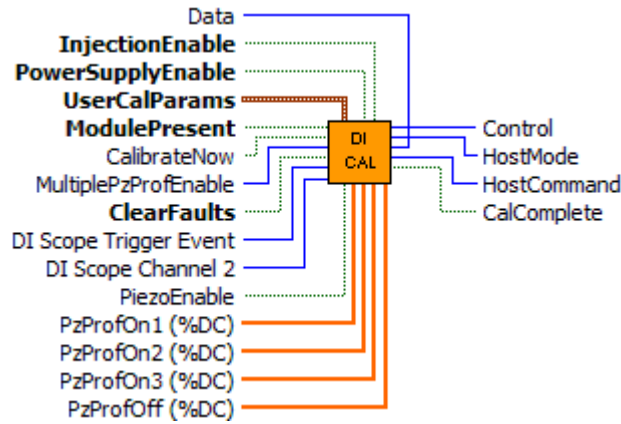 Data
InjectionEnable
PowerSupplyEnable
UserCalParams
ModulePresent
CalibrateNow
MultiplePzProfEnable
ClearFaults
DI Scope Trigger Event
DI Scope Channel 2
PiezoEnable
PzProfOn1 (%DC)
PzProfOn2 (%DC)
PzProfOn3 (%DC)
PzProfOff (%DC)
DI
CAL
Control
HostMode
HostCommand
CalComplete